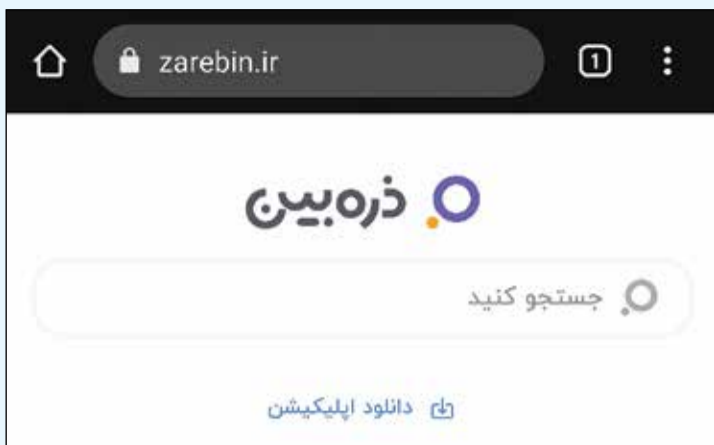 zarebin.ir
1
ذره‌بین
جستجو کنید
دانلود اپلیکیشن